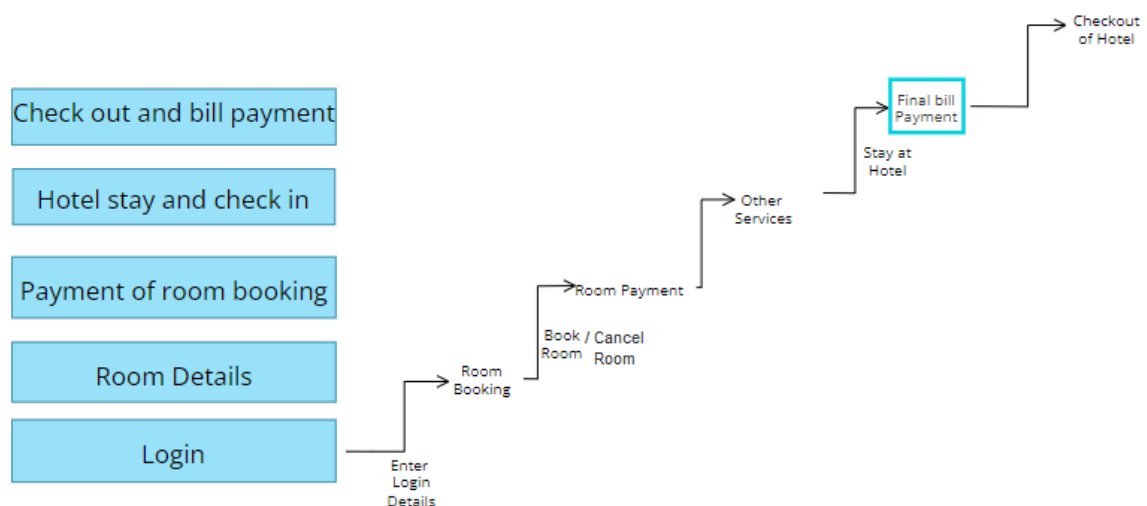 Checkout
of Hotel
Check out and bill payment
Final bill
Payment
Stay at
Hotel
Hotel stay and check in
Other
Services
Payment of room booking
Room Payment
Book / Cancel
Room Room
Room Details
Room
Booking
Login
Enter
Login
Details